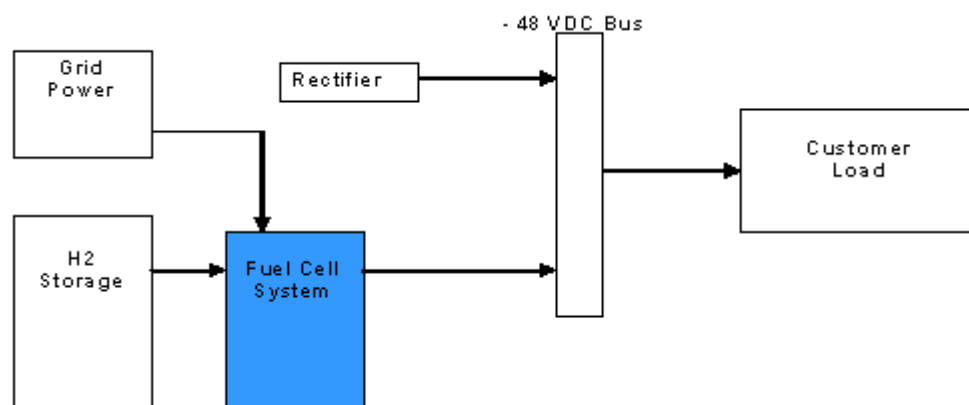 - 48 VDC Bus
Grid
Power
Rectifier
Customer
Load
H2
Storage
Fuel Cell
System